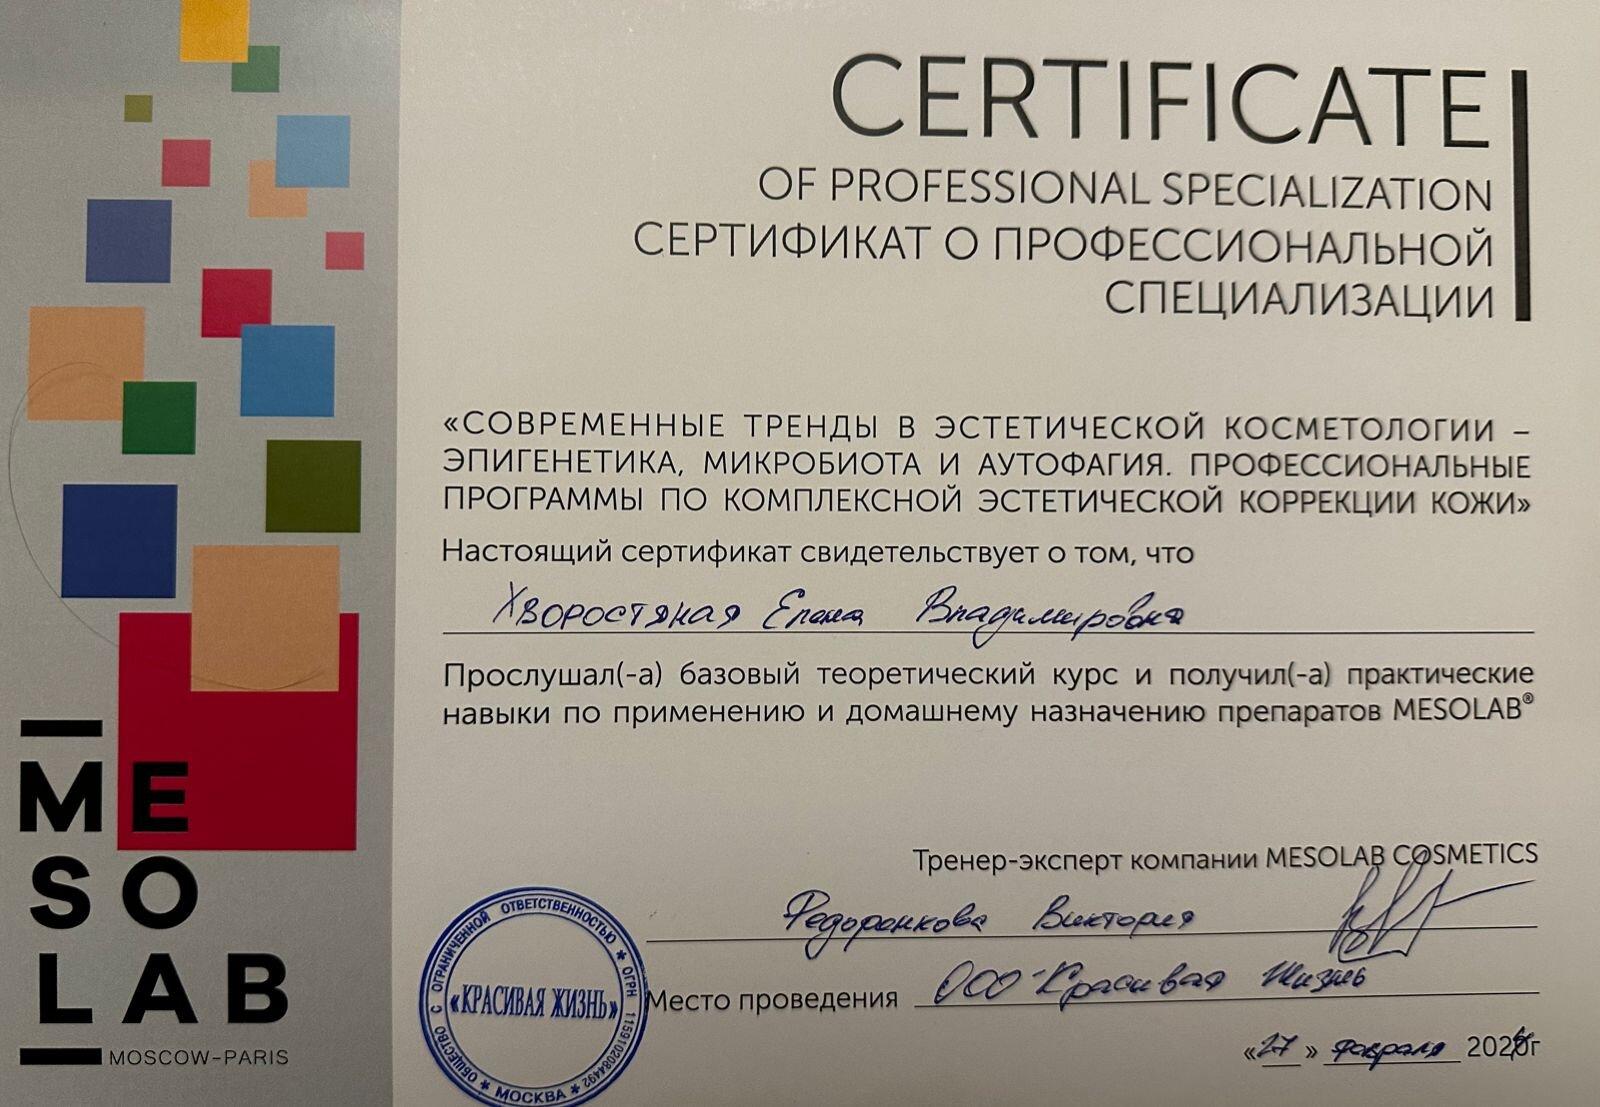 CERTIFICATE
OF PROFESSIONAL SPECIALIZATION
СЕРТИФИКАТ О ПРОФЕССИОНАЛЬНОЙ
СПЕЦИАЛИЗАЦИИ
«СОВРЕМЕННЫЕ ТРЕНДЫ В ЭСТЕТИЧЕСКОЙ КОСМЕТОЛОГИИ –
ЭПИГЕНЕТИКА, МИКРОБИОТА И АУТОФАГИЯ. ПРОФЕССИОНАЛЬНЫЕ
ПРОГРАММЫ ПО КОМПЛЕКСНОЙ ЭСТЕТИЧЕСКОЙ КОРРЕКЦИИ КОЖИ»
Настоящий сертификат свидетельствует о том, что
Хворостяная Елена Владимировна
Прослушал(-а) базовый теоретический курс и получил(-а) практические
навыки по применению и домашнему назначению препаратов MESOLAB®
Тренер-эксперт компании MESOLAB COSMETICS
Федоронкова Виктория
Место проведения ООО "Красивая Жизнь
«27» февраля
ME
SO
LAB
MOSCOW-PARIS
ОБЩЕСТВО С ОГРАНИЧЕННОЙ ОТВЕТСТВЕННОСТЬЮ * ОГРН 1159102084492 * МОСКВА *
«КРАСИВАЯ ЖИЗНЬ»